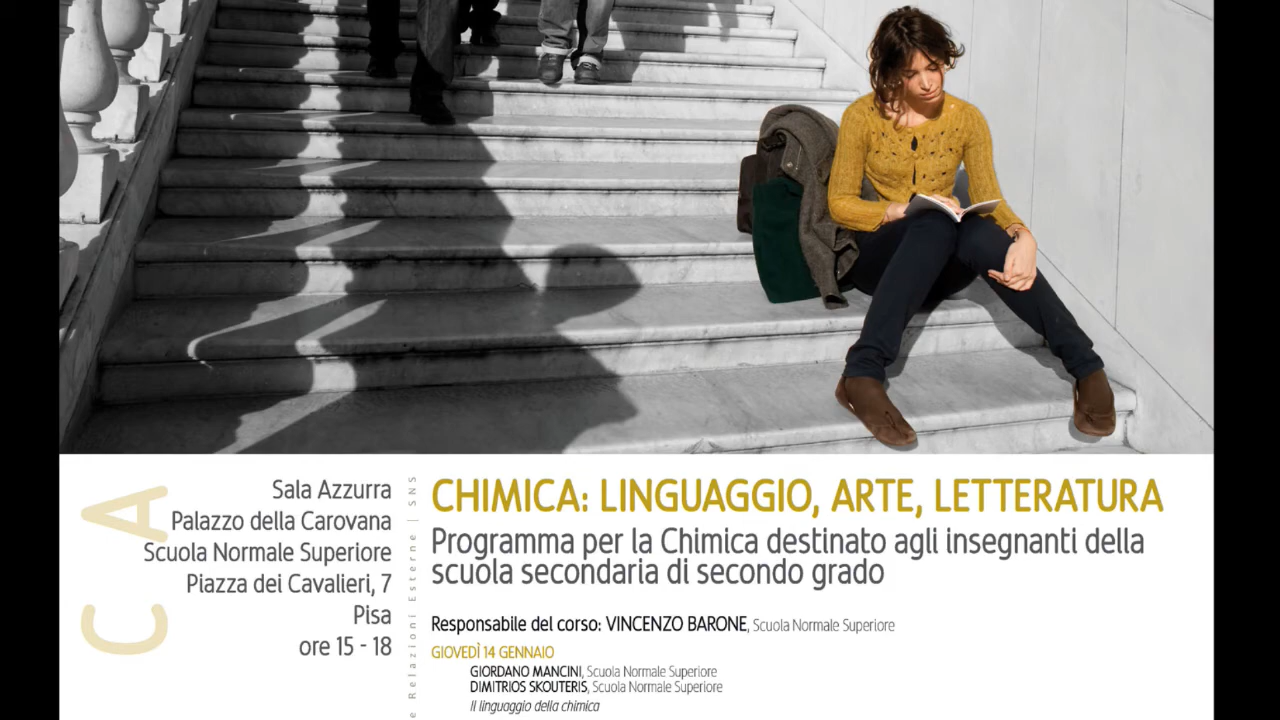 C A
Sala Azzurra
Palazzo della Carovana
Scuola Normale Superiore
Piazza dei Cavalieri, 7
Pisa
ore 15 - 18
e Relazioni Esterne | SNS
CHIMICA: LINGUAGGIO, ARTE, LETTERATURA
Programma per la Chimica destinato agli insegnanti della
scuola secondaria di secondo grado
Responsabile del corso: VINCENZO BARONE, Scuola Normale Superiore
GIOVEDÌ 14 GENNAIO
GIORDANO MANCINI, Scuola Normale Superiore
DIMITRIOS SKOUTERIS, Scuola Normale Superiore
Il linguaggio della chimica